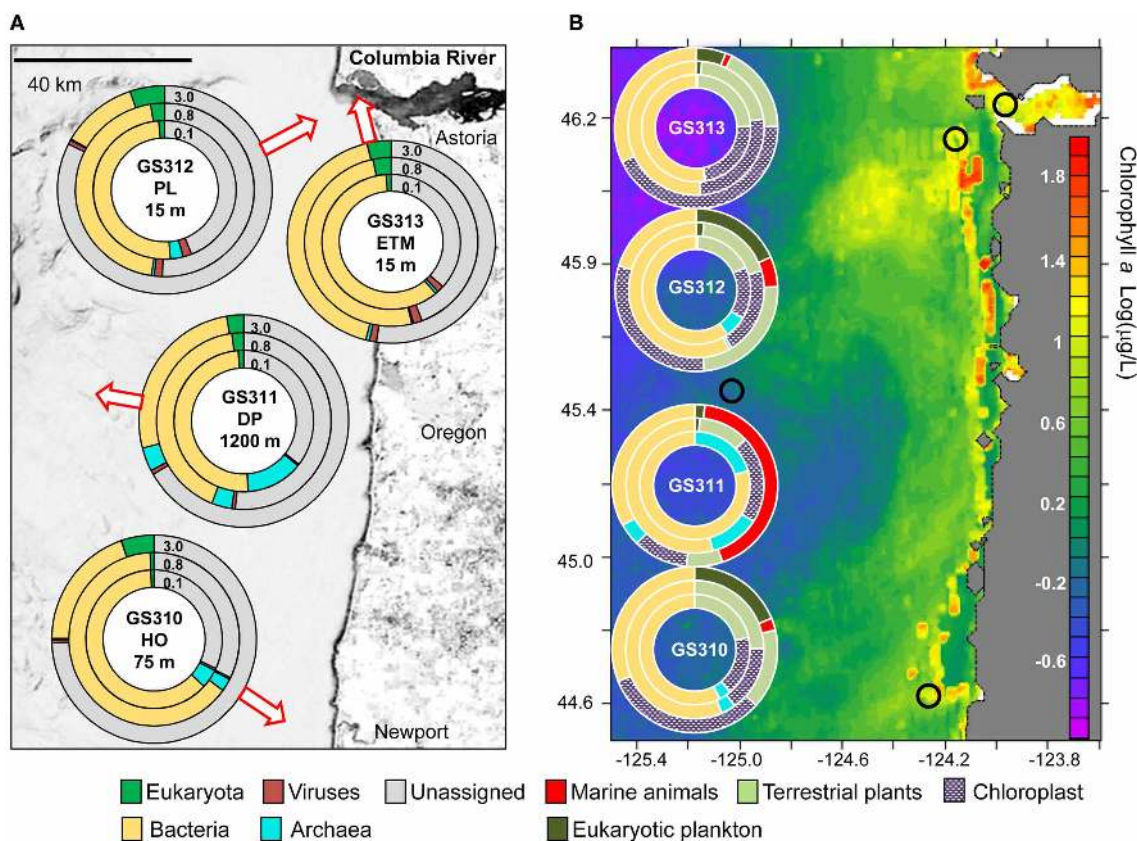 A
40 km
Columbia River
Astoria
3.0
0.8
0.1
GS312
PL
15 m
3.0
0.8
0.1
GS313
ETM
15 m
3.0
0.8
0.1
GS311
DP
1200 m
Oregon
3.0
0.8
0.1
GS310
HO
75 m
Newport
B
46.2
45.9
45.4
45.0
44.6
GS313
GS312
GS311
GS310
1.8
1.4
1
0.6
0.2
-0.2
-0.6
Chlorophyll a Log(µg/L)
-125.4 -125.0 -124.6 -124.2 -123.8
Eukaryota Viruses Unassigned Marine animals Terrestrial plants Chloroplast
Bacteria Archaea Eukaryotic plankton